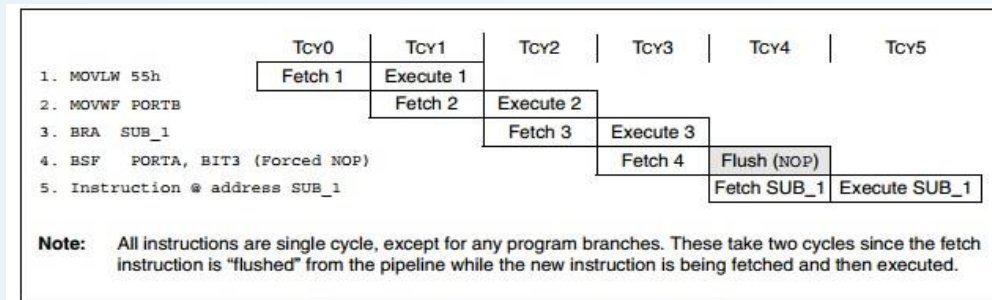 TCY0 TCY1 TCY2 TCY3 TCY4 TCY5
1. MOVLW 55h Fetch 1 Execute 1
2. MOVWF PORTB Fetch 2 Execute 2
3. BRA SUB_1 Fetch 3 Execute 3
4. BSF PORTA, BIT3 (Forced NOP) Fetch 4 Flush (NOP)
5. Instruction @ address SUB_1 Fetch SUB_1 Execute SUB_1
Note: All instructions are single cycle, except for any program branches. These take two cycles since the fetch
instruction is “flushed” from the pipeline while the new instruction is being fetched and then executed.